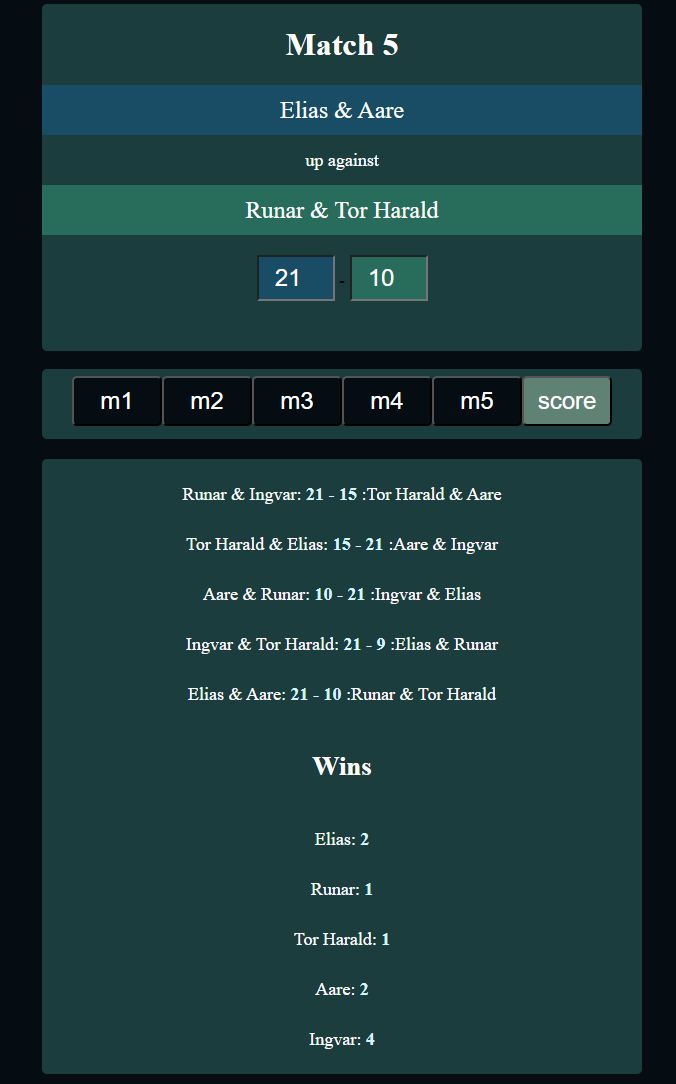 Match 5
Elias & Aare
up against
Runar & Tor Harald
21 - 10
m1 m2 m3 m4 m5 score
Runar & Ingvar: 21 - 15 :Tor Harald & Aare
Tor Harald & Elias: 15 - 21 :Aare & Ingvar
Aare & Runar: 10 - 21 :Ingvar & Elias
Ingvar & Tor Harald: 21 - 9 :Elias & Runar
Elias & Aare: 21 - 10 :Runar & Tor Harald
Wins
Elias: 2
Runar: 1
Tor Harald: 1
Aare: 2
Ingvar: 4